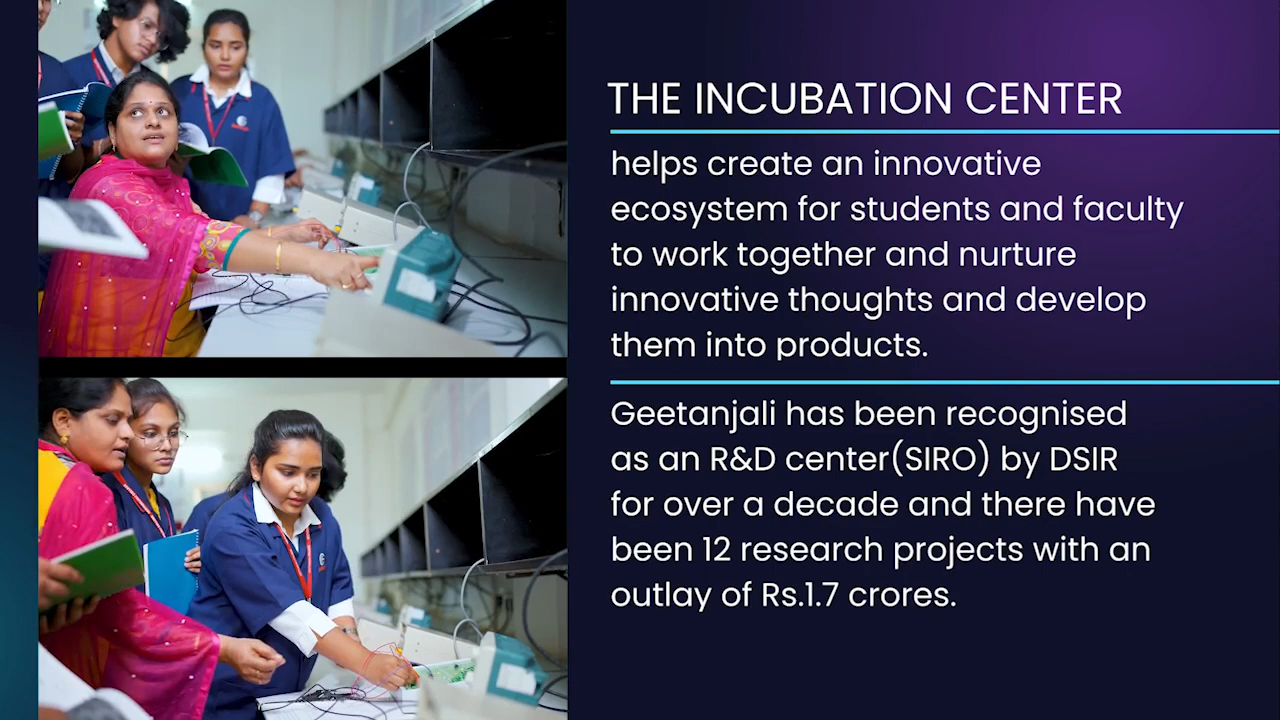 THE INCUBATION CENTER
helps create an innovative
ecosystem for students and faculty
to work together and nurture
innovative thoughts and develop
them into products.
Geetanjali has been recognised
as an R&D center(SIRO) by DSIR
for over a decade and there have
been 12 research projects with an
outlay of Rs.1.7 crores.